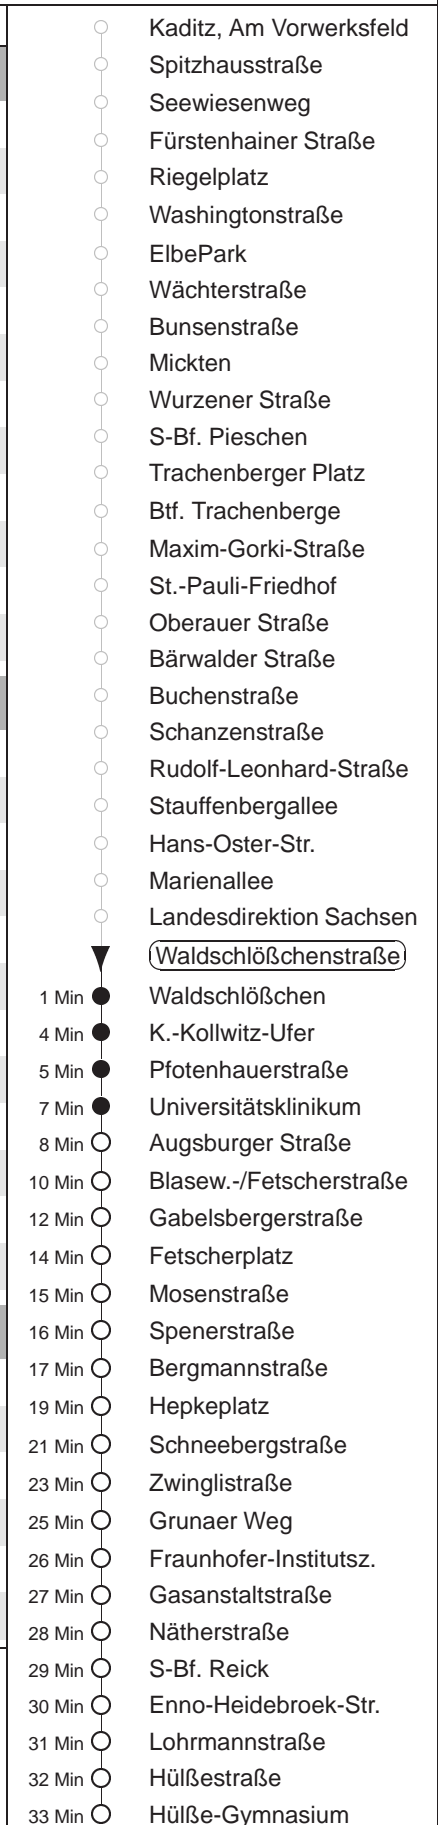 Kaditz, Am Vorwerksfeld
Spitzhausstraße
Seewiesenweg
Fürstenhainer Straße
Riegelplatz
Washingtonstraße
ElbePark
Wächterstraße
Bunsenstraße
Mickten
Wurzener Straße
S-Bf. Pieschen
Trachenberger Platz
Btf. Trachenberge
Maxim-Gorki-Straße
St.-Pauli-Friedhof
Oberauer Straße
Bärwalder Straße
Buchenstraße
Schanzenstraße
Rudolf-Leonhard-Straße
Stauffenbergallee
Hans-Oster-Str.
Marienallee
Landesdirektion Sachsen
Waldschlößchenstraße
1 Min Waldschlößchen
4 Min K.-Kollwitz-Ufer
5 Min Pfotenhauerstraße
7 Min Universitätsklinikum
8 Min Augsburger Straße
10 Min Blasew.-/Fetscherstraße
12 Min Gabelsbergerstraße
14 Min Fetscherplatz
15 Min Mosenstraße
16 Min Spenerstraße
17 Min Bergmannstraße
19 Min Hepkeplatz
21 Min Schneebergstraße
23 Min Zwinglistraße
25 Min Grunaer Weg
26 Min Fraunhofer-Institutsz.
27 Min Gasanstaltstraße
28 Min Nätherstraße
29 Min S-Bf. Reick
30 Min Enno-Heidebroek-Str.
31 Min Lohrmannstraße
32 Min Hülßestraße
33 Min Hülße-Gymnasium